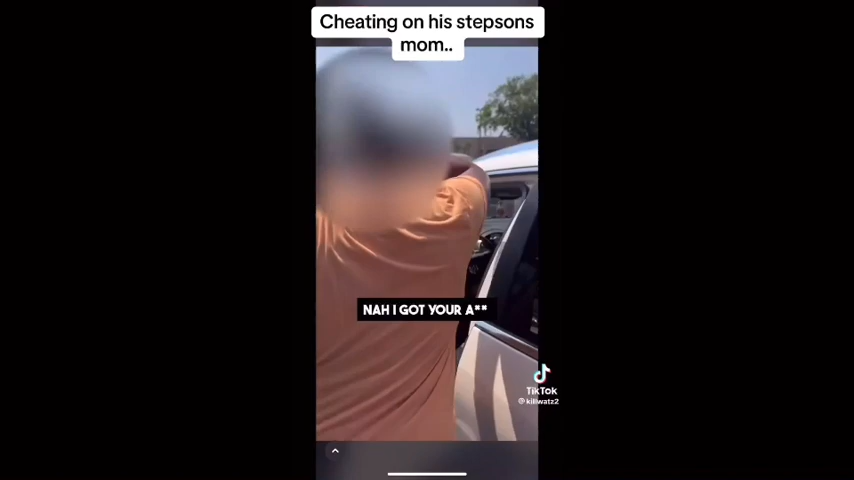 Cheating on his stepsons
mom..
NAH I GOT YOUR A**
TikTok
@killwatz2